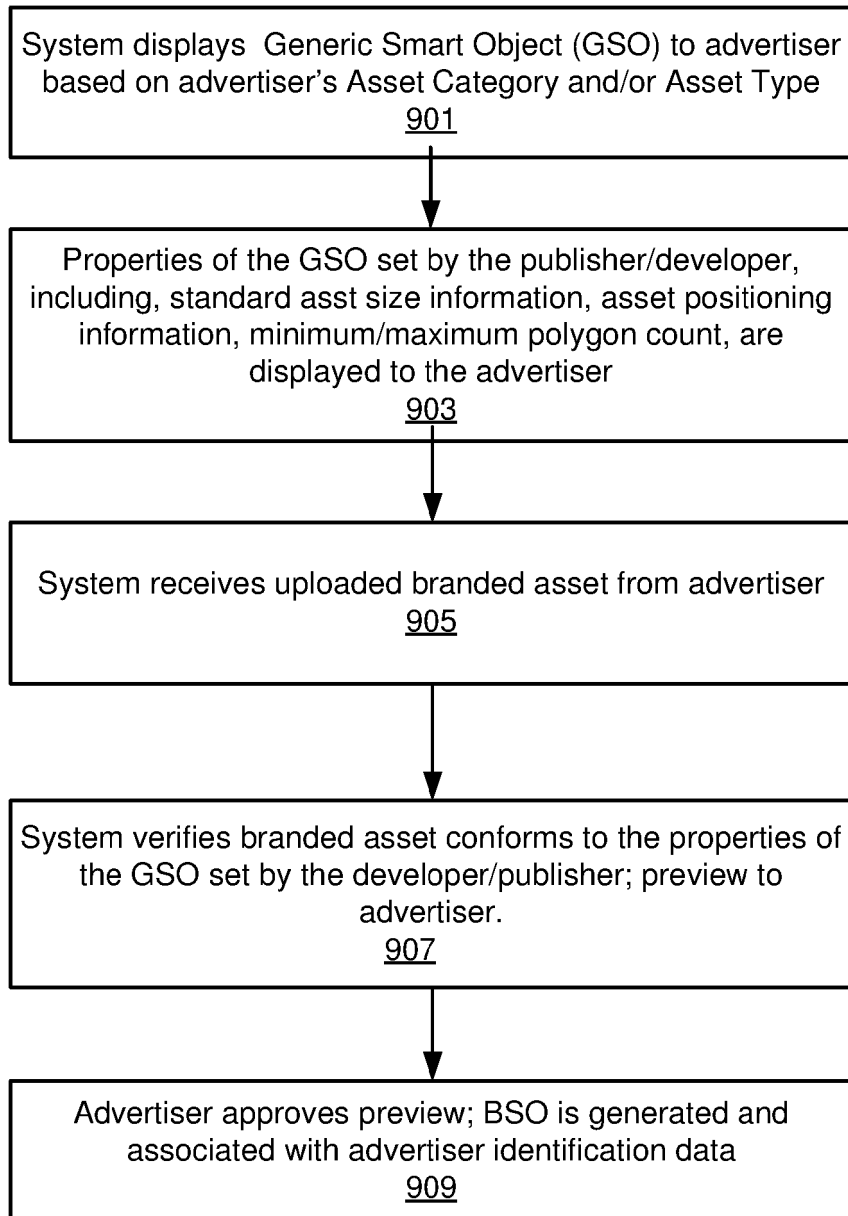 System displays  Generic Smart Object (GSO) to advertiser
based on advertiser's Asset Category and/or Asset Type
901
Properties of the GSO set by the publisher/developer,
including, standard asst size information, asset positioning
information, minimum/maximum polygon count, are
displayed to the advertiser
903
System receives uploaded branded asset from advertiser
905
System verifies branded asset conforms to the properties of
the GSO set by the developer/publisher; preview to
advertiser.
907
Advertiser approves preview; BSO is generated and
associated with advertiser identification data
909